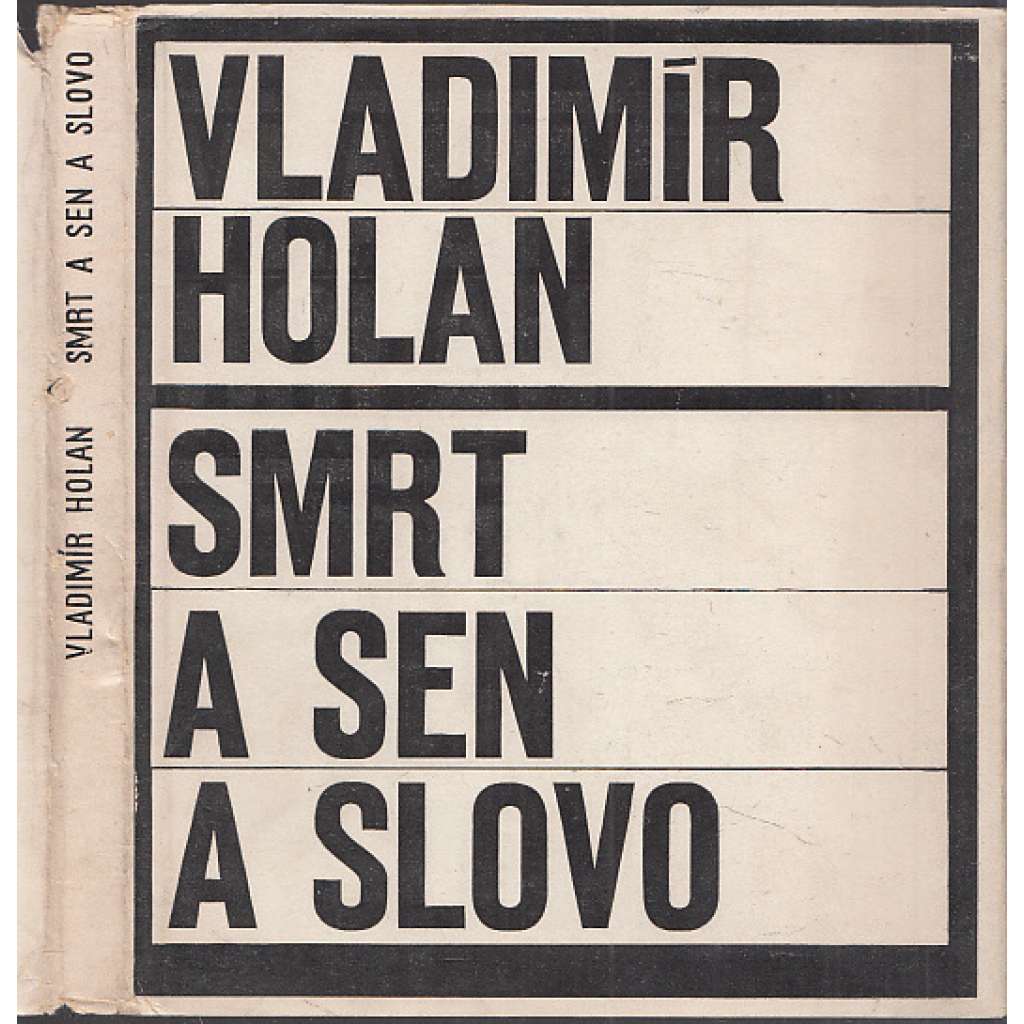 VLADIMÍR HOLAN SMRT A SEN A SLOVO
VLADIMÍR
HOLAN
SMRT
A SEN
A SLOVO